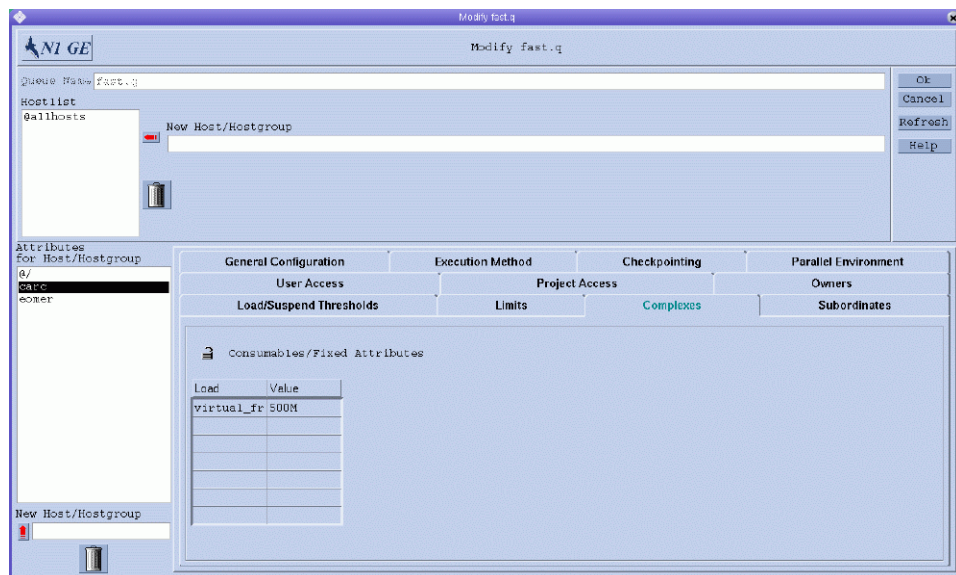 Modify fast.q
N1 GE
Modify fast.q
Queue Name fast.q
Ok
Hostlist
Cancel
@allhosts
New Host/Hostgroup
Refresh
Help
Attributes
for Host/Hostgroup
General Configuration Execution Method Checkpointing Parallel Environment
@/
User Access Project Access Owners
carc
eomer
Load/Suspend Thresholds Limits Complexes Subordinates
Consumables/Fixed Attributes
Load Value
virtual_fr 500M
New Host/Hostgroup